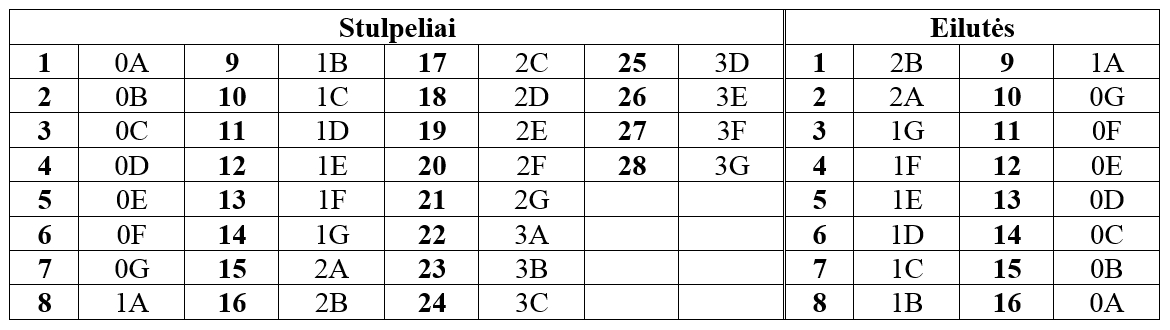 Stulpeliai Eilutės
1 0A 9 1B 17 2C 25 3D 1 2B 9 1A
2 0B 10 1C 18 2D 26 3E 2 2A 10 0G
3 0C 11 1D 19 2E 27 3F 3 1G 11 0F
4 0D 12 1E 20 2F 28 3G 4 1F 12 0E
5 0E 13 1F 21 2G 5 1E 13 0D
6 0F 14 1G 22 3A 6 1D 14 0C
7 0G 15 2A 23 3B 7 1C 15 0B
8 1A 16 2B 24 3C 8 1B 16 0A